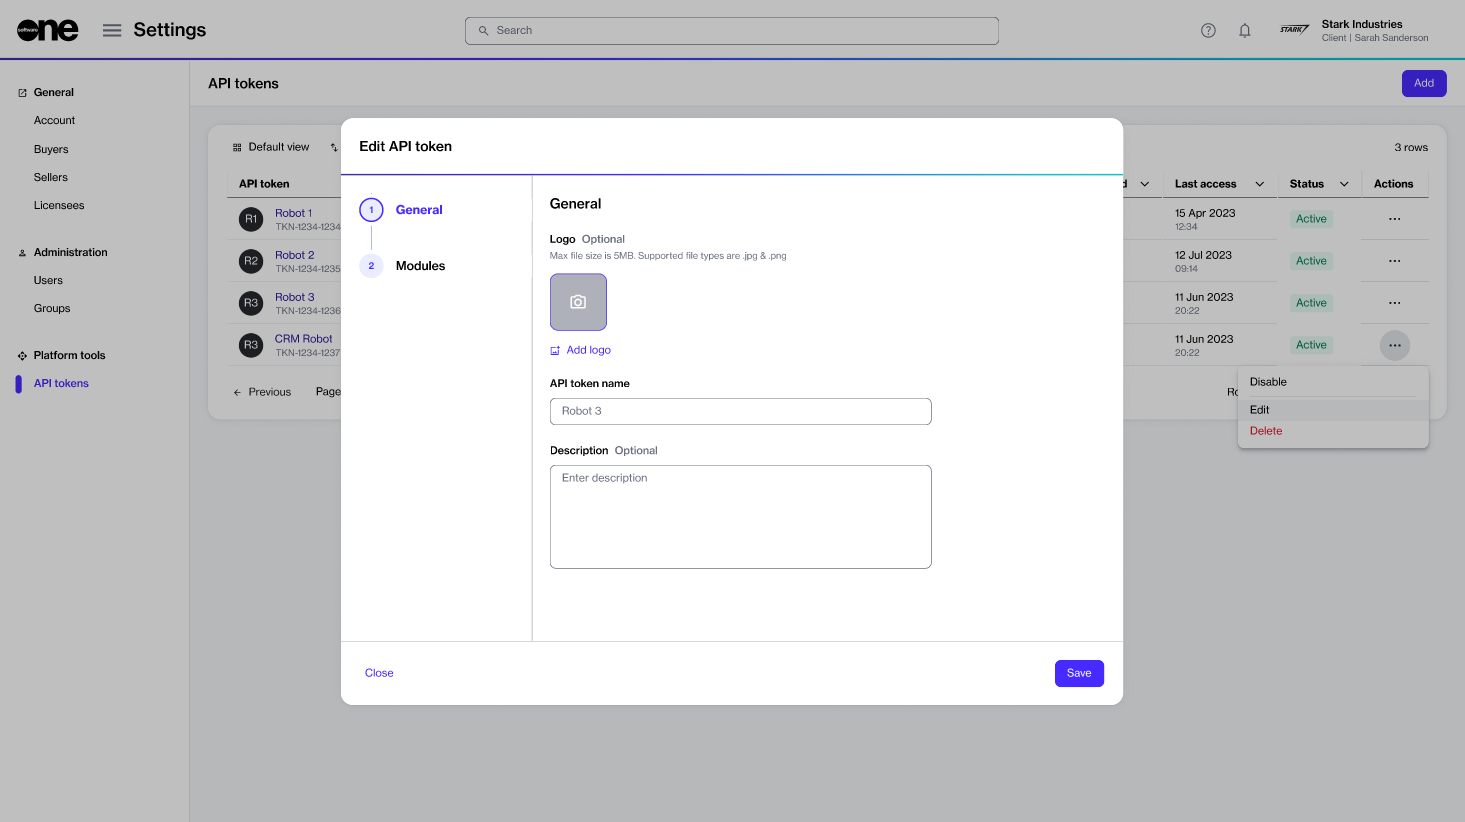 software one
Settings
Search
Stark Industries
Client | Sarah Sanderson
STARK
General
Account
Buyers
Sellers
Licensees
Administration
Users
Groups
Platform tools
API tokens
API tokens
Add
Default view
3 rows
API token
d
Last access
Status
Actions
R1
Robot 1
TKN-1234-1234
15 Apr 2023
12:34
Active
R2
Robot 2
TKN-1234-1235
12 Jul 2023
09:14
Active
R3
Robot 3
TKN-1234-1236
11 Jun 2023
20:22
Active
R3
CRM Robot
TKN-1234-1237
11 Jun 2023
20:22
Active
Previous
Page
Ro
Disable
Edit
Delete
Edit API token
1
General
2
Modules
General
Logo Optional
Max file size is 5MB. Supported file types are .jpg & .png
Add logo
API token name
Robot 3
Description Optional
Enter description
Close
Save